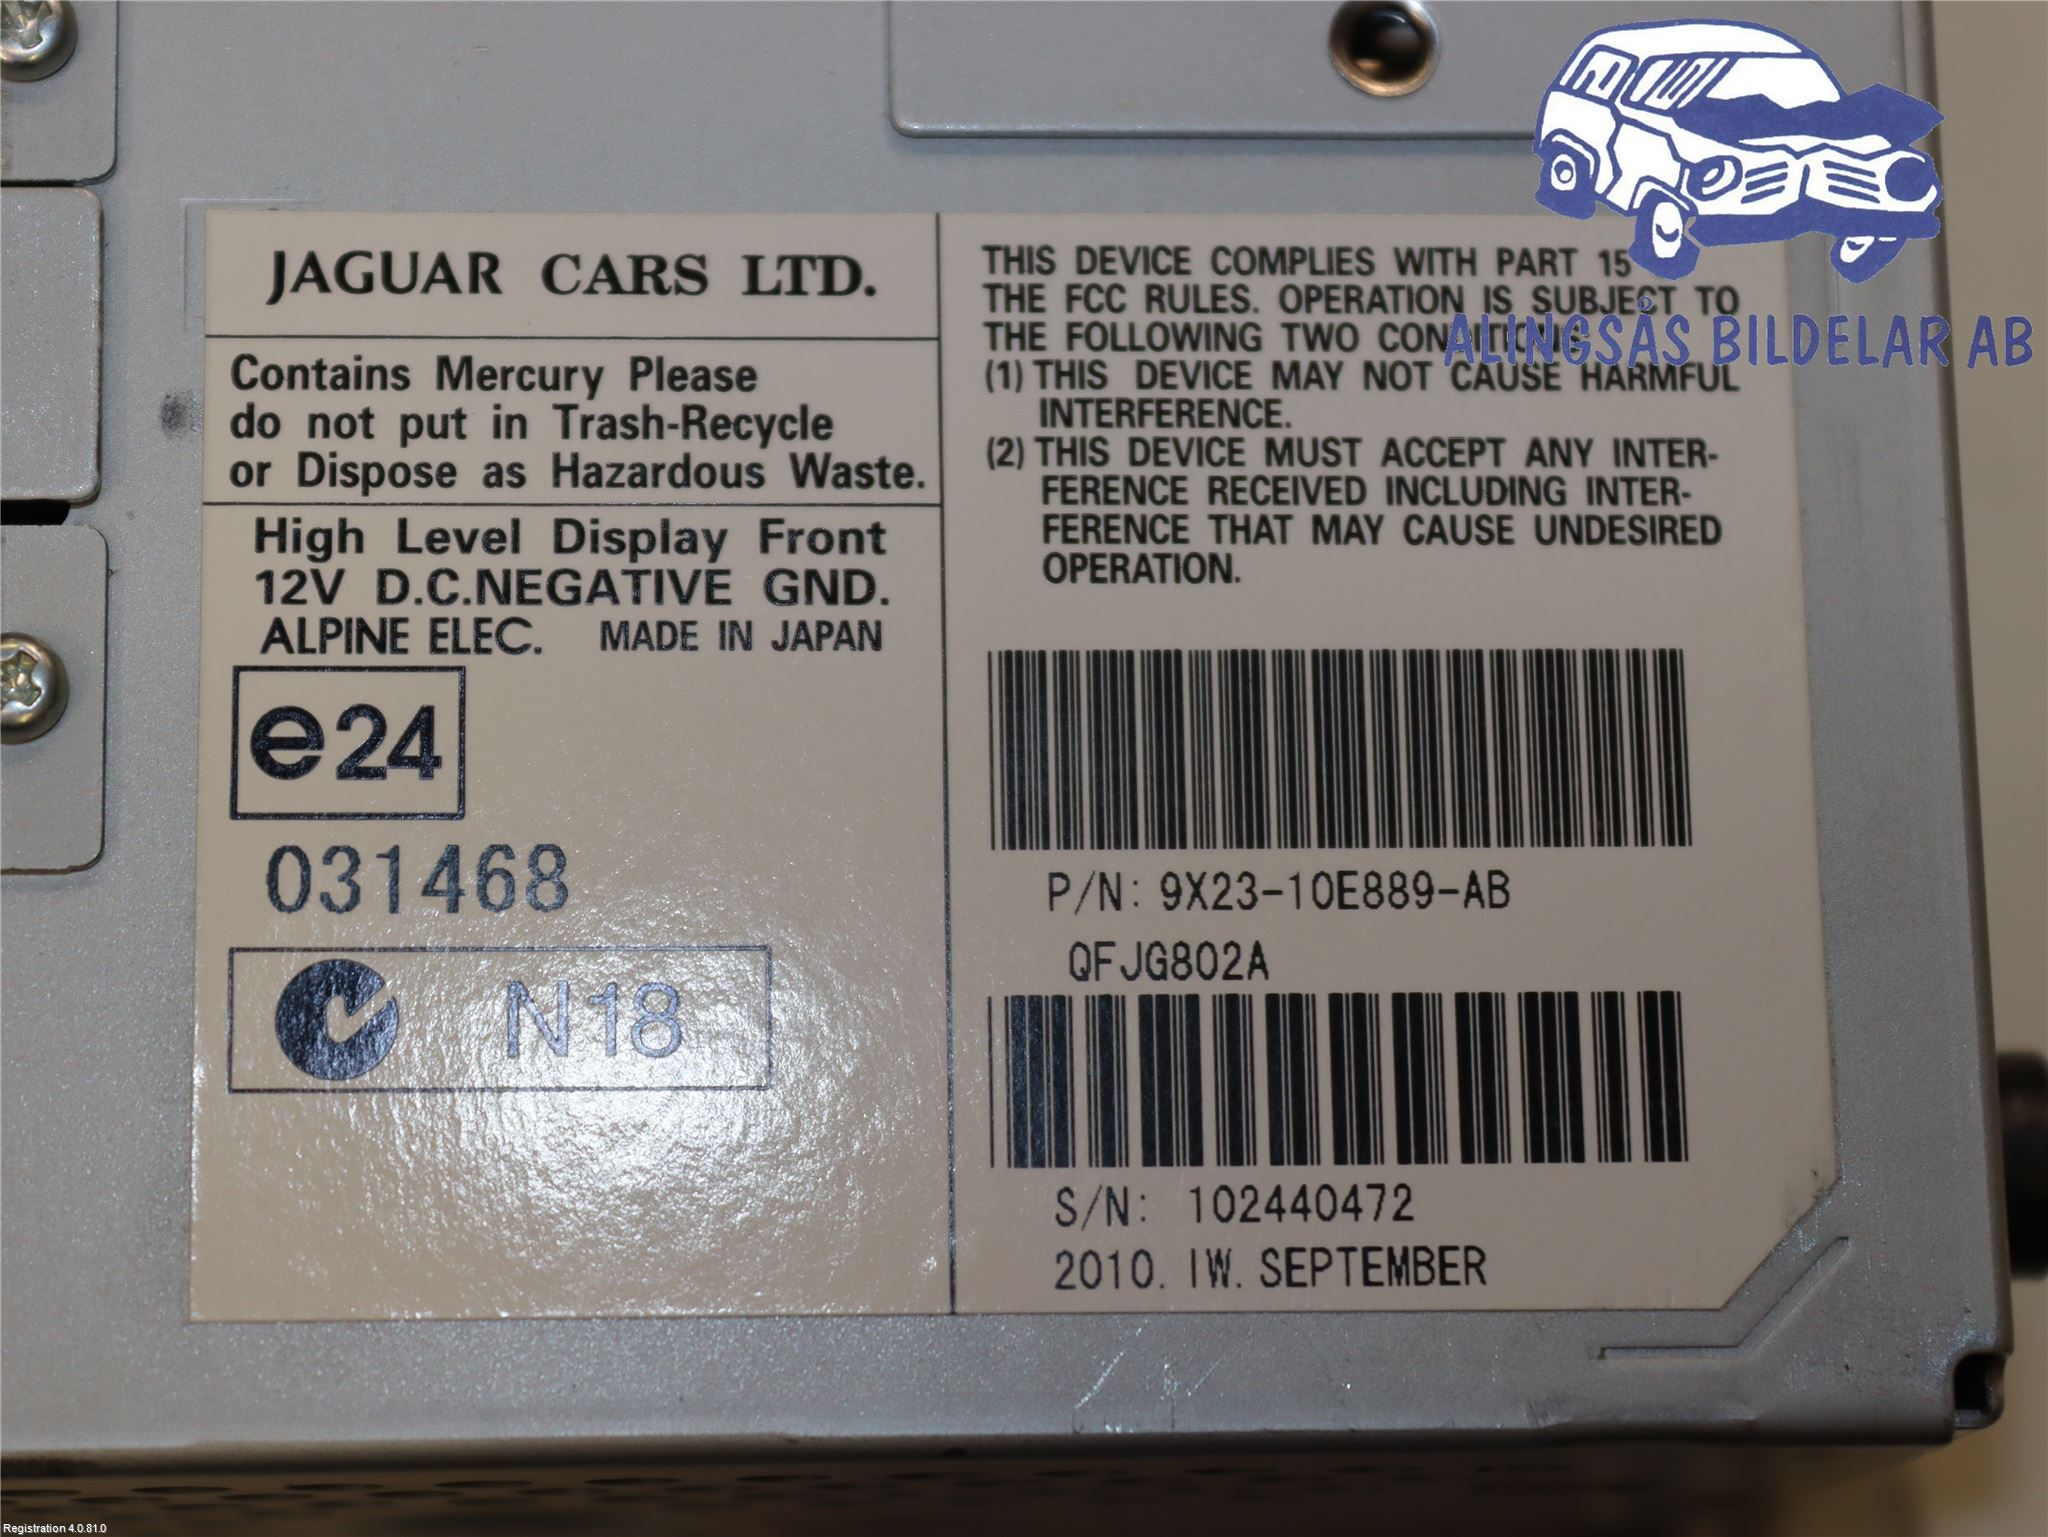 JAGUAR CARS LTD.
Contains Mercury Please
do not put in Trash-Recycle
or Dispose as Hazardous Waste.
High Level Display Front
12V D.C.NEGATIVE GND.
ALPINE ELEC. MADE IN JAPAN
e24
031468
N18
THIS DEVICE COMPLIES WITH PART 15
THE FCC RULES. OPERATION IS SUBJECT TO
THE FOLLOWING TWO CONDITIONS
(1) THIS DEVICE MAY NOT CAUSE HARMFUL
INTERFERENCE.
(2) THIS DEVICE MUST ACCEPT ANY INTER-
FERENCE RECEIVED INCLUDING INTER-
FERENCE THAT MAY CAUSE UNDESIRED
OPERATION.
P/N: 9X23-10E889-AB
QFJG802A
S/N: 102440472
2010. IW. SEPTEMBER
ALINGSÅS BILDELAR AB
Registration 4.0.81.0